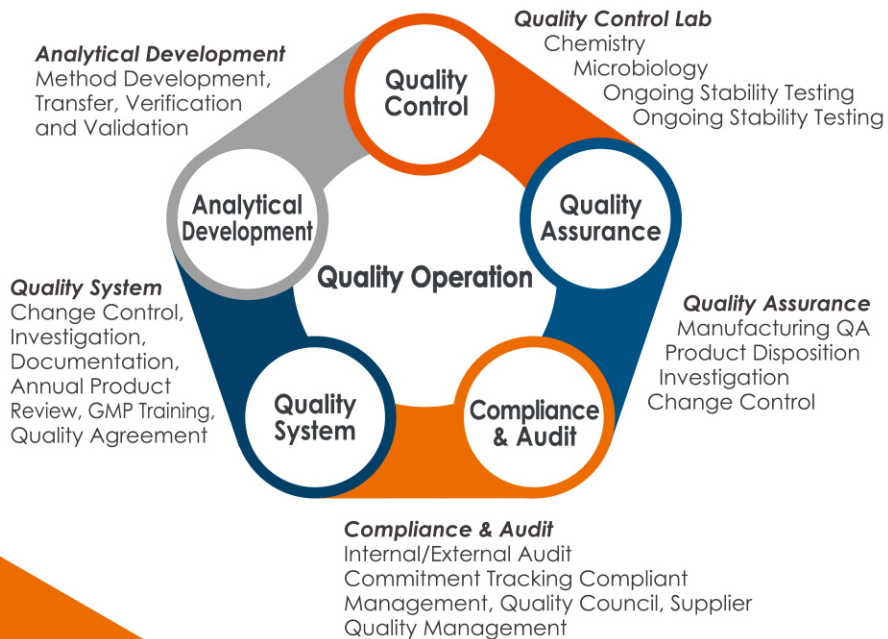 Quality Control Lab
Chemistry
Microbiology
Ongoing Stability Testing
Ongoing Stability Testing
Analytical Development
Method Development,
Transfer, Verification
and Validation
Quality
Control
Analytical
Development
Quality
Assurance
Quality Operation
Quality System
Change Control,
Investigation,
Documentation,
Annual Product
Review, GMP Training,
Quality Agreement
Quality Assurance
Manufacturing QA
Product Disposition
Investigation
Change Control
Quality
System
Compliance
& Audit
Compliance & Audit
Internal/External Audit
Commitment Tracking Compliant
Management, Quality Council, Supplier
Quality Management